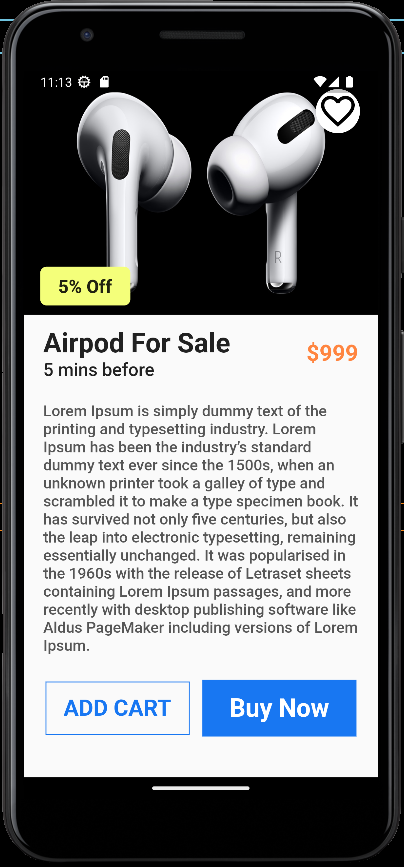 11:13
R
5% Off
Airpod For Sale
$999
5 mins before
Lorem Ipsum is simply dummy text of the
printing and typesetting industry. Lorem
Ipsum has been the industry's standard
dummy text ever since the 1500s, when an
unknown printer took a galley of type and
scrambled it to make a type specimen book. It
has survived not only five centuries, but also
the leap into electronic typesetting, remaining
essentially unchanged. It was popularised in
the 1960s with the release of Letraset sheets
containing Lorem Ipsum passages, and more
recently with desktop publishing software like
Aldus PageMaker including versions of Lorem
Ipsum.
ADD CART
Buy Now